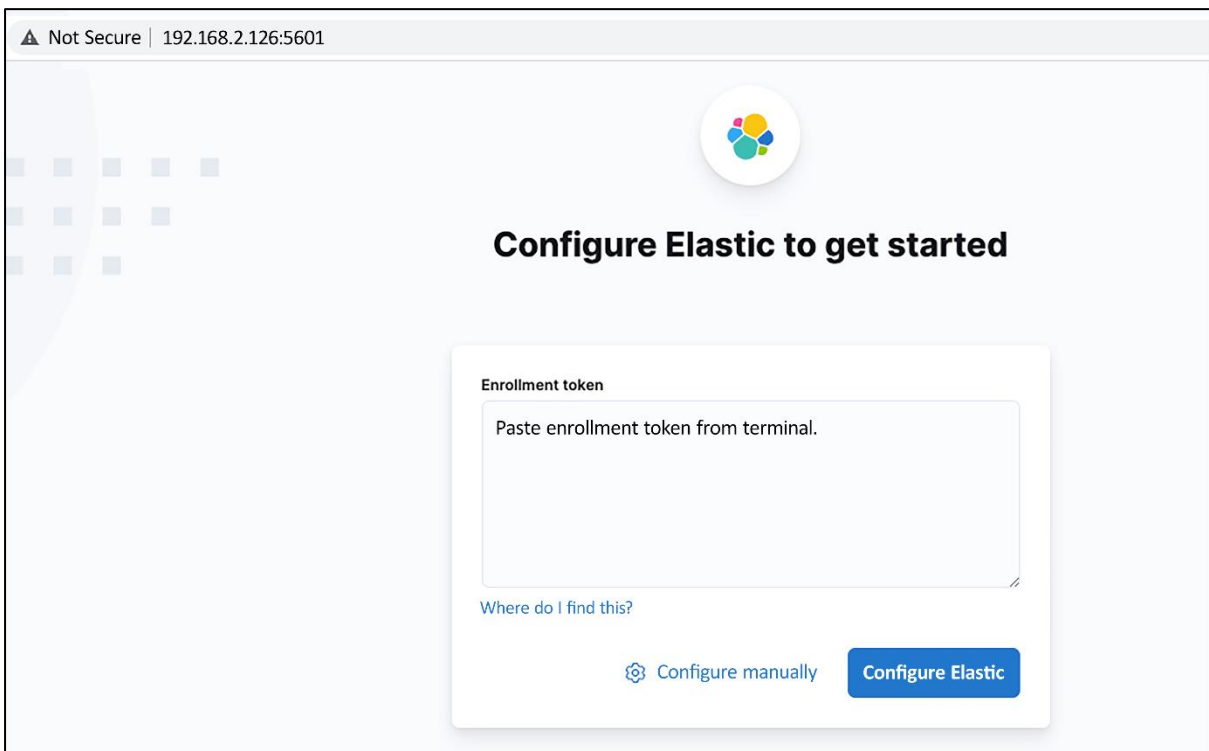 Not Secure | 192.168.2.126:5601
Configure Elastic to get started
Enrollment token
Paste enrollment token from terminal.
Where do I find this?
Configure manually
Configure Elastic